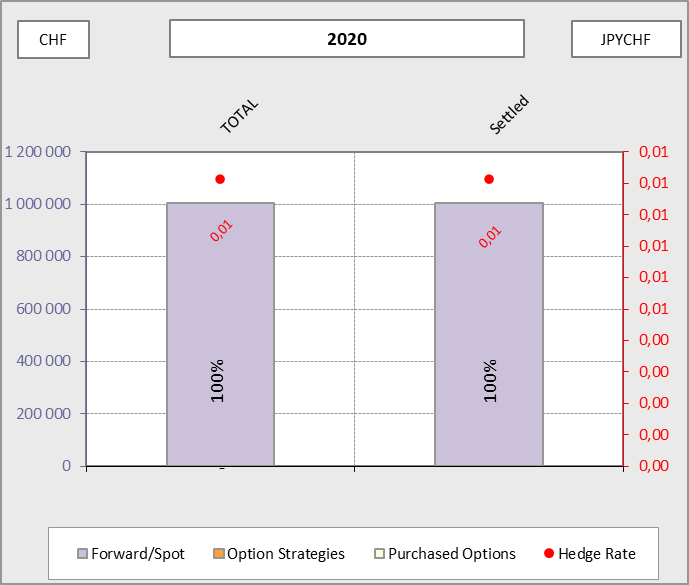 CHF
2020
JPYCHF
TOTAL
Settled
1 200 000
1 000 000
800 000
600 000
400 000
200 000
0
0,01
0,01
0,01
0,01
0,01
0,01
0,00
0,00
0,00
0,00
0,00
0,01
0,01
100%
100%
Forward/Spot
Option Strategies
Purchased Options
Hedge Rate